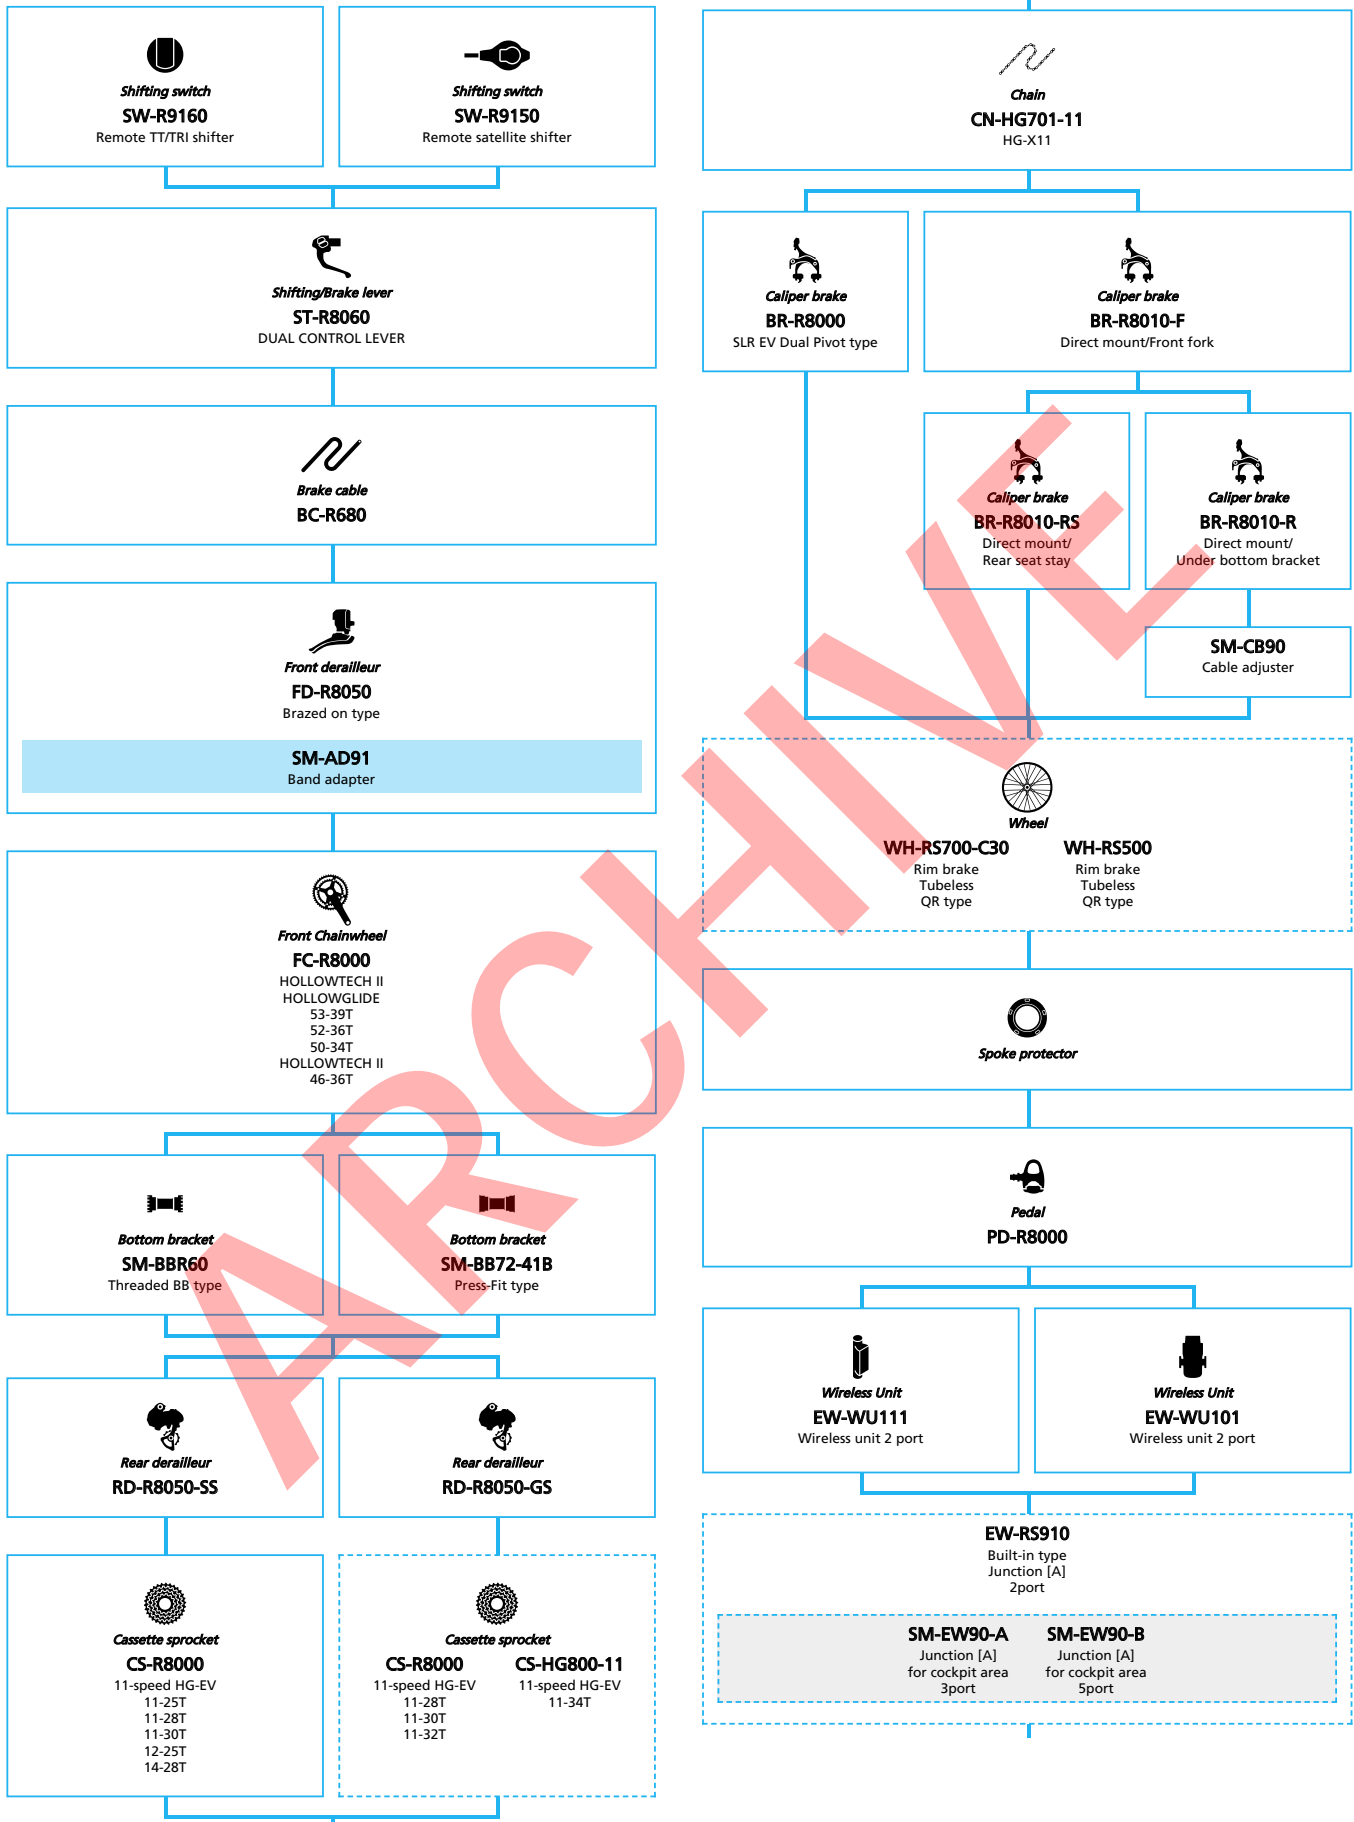 Shifting switch
SW-R9160
Remote TT/TRI shifter
Shifting switch
SW-R9150
Remote satellite shifter
Shifting/Brake lever
ST-R8060
DUAL CONTROL LEVER
Brake cable
BC-R680
Front derailleur
FD-R8050
Brazed on type
SM-AD91
Band adapter
Front Chainwheel
FC-R8000
HOLLOWTECH II
HOLLOWGLIDE
53-39T
52-36T
50-34T
HOLLOWTECH II
46-36T
Bottom bracket
SM-BBR60
Threaded BB type
Bottom bracket
SM-BB72-41B
Press-Fit type
Rear derailleur
RD-R8050-SS
Rear derailleur
RD-R8050-GS
Cassette sprocket
CS-R8000
11-speed HG-EV
11-25T
11-28T
11-30T
12-25T
14-28T
Cassette sprocket
CS-R8000
11-speed HG-EV
11-28T
11-30T
11-32T
CS-HG800-11
11-speed HG-EV
11-34T
Chain
CN-HG701-11
HG-X11
Caliper brake
BR-R8000
SLR EV Dual Pivot type
Caliper brake
BR-R8010-F
Direct mount/Front fork
Caliper brake
BR-R8010-RS
Direct mount/
Rear seat stay
Caliper brake
BR-R8010-R
Direct mount/
Under bottom bracket
SM-CB90
Cable adjuster
Wheel
WH-RS700-C30
Rim brake
Tubeless
QR type
WH-RS500
Rim brake
Tubeless
QR type
Spoke protector
Pedal
PD-R8000
Wireless Unit
EW-WU111
Wireless unit 2 port
Wireless Unit
EW-WU101
Wireless unit 2 port
EW-RS910
Built-in type
Junction [A]
2port
SM-EW90-A
Junction [A]
for cockpit area
3port
SM-EW90-B
Junction [A]
for cockpit area
5port
ARCHIVE